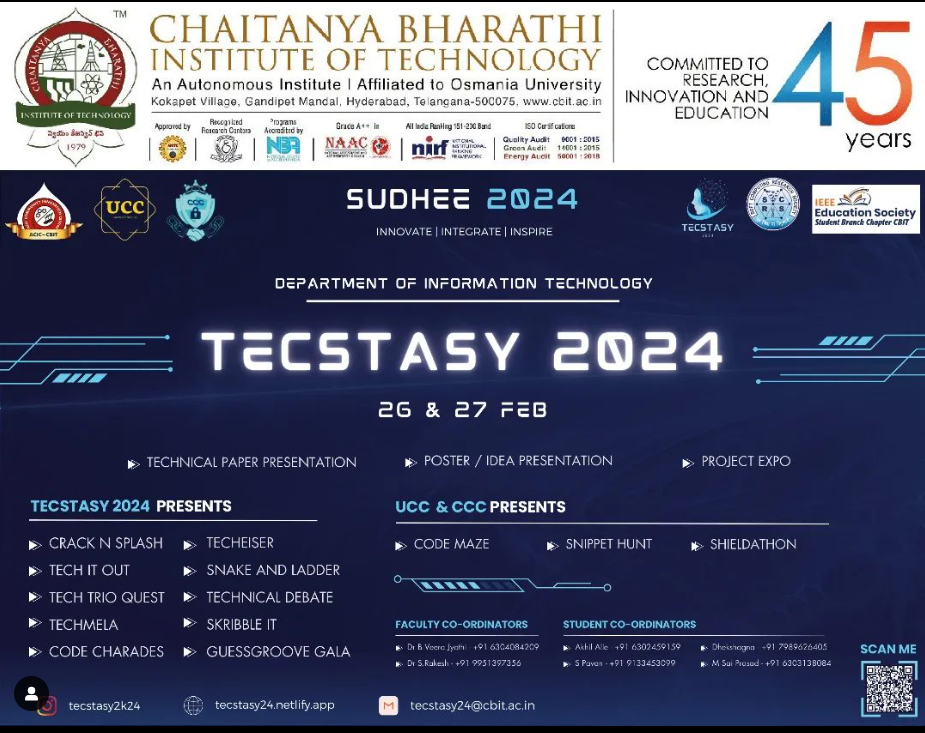 TM
CHAITANYA BHARATHI
INSTITUTE OF TECHNOLOGY
An Autonomous Institute | Affiliated to Osmania University
Kokapet Village, Gandipet Mandal, Hyderabad, Telangana-500075, www.cbit.ac.in
COMMITTED TO
RESEARCH,
INNOVATION AND
EDUCATION
45
years
CHAITANYA BHARATHI
INSTITUTE OF TECHNOLOGY
1979
Approved by
Recognized
Research Centers
Programs
Accredited by
NBA
Grade A++ in
NAAC
All India Ranking 151-200 Band
nirf
NATIONAL
INSTITUTIONAL
RANKING
FRAMEWORK
ISO Certifications
Quality Audit 9001 : 2015
Green Audit 14001 : 2015
Energy Audit 50001 : 2018
ACIC-CBIT
UCC
CCC
SUDHEE 2024
INNOVATE | INTEGRATE | INSPIRE
TECSTASY
SCRS
IEEE
Education Society
Student Branch Chapter CBIT
DEPARTMENT OF INFORMATION TECHNOLOGY
TECSTASY 2024
26 & 27 FEB
TECHNICAL PAPER PRESENTATION
POSTER / IDEA PRESENTATION
PROJECT EXPO
TECSTASY 2024 PRESENTS
CRACK N SPLASH
TECHEISER
TECH IT OUT
SNAKE AND LADDER
TECH TRIO QUEST
TECHNICAL DEBATE
TECHMELA
SKRIBBLE IT
CODE CHARADES
GUESSGROOVE GALA
UCC & CCC PRESENTS
CODE MAZE
SNIPPET HUNT
SHIELDATHON
FACULTY CO-ORDINATORS
Dr B Veera Jyothi - +91 6304084209
Dr S.Rakesh - +91 9951397356
STUDENT CO-ORDINATORS
Akhil Alle - +91 6302459159
Dhekshagna - +91 7989626405
S Pavan - +91 9133453099
M Sai Prasad - +91 6303138084
SCAN ME
tecstasy2k24
tecstasy24.netlify.app
tecstasy24@cbit.ac.in